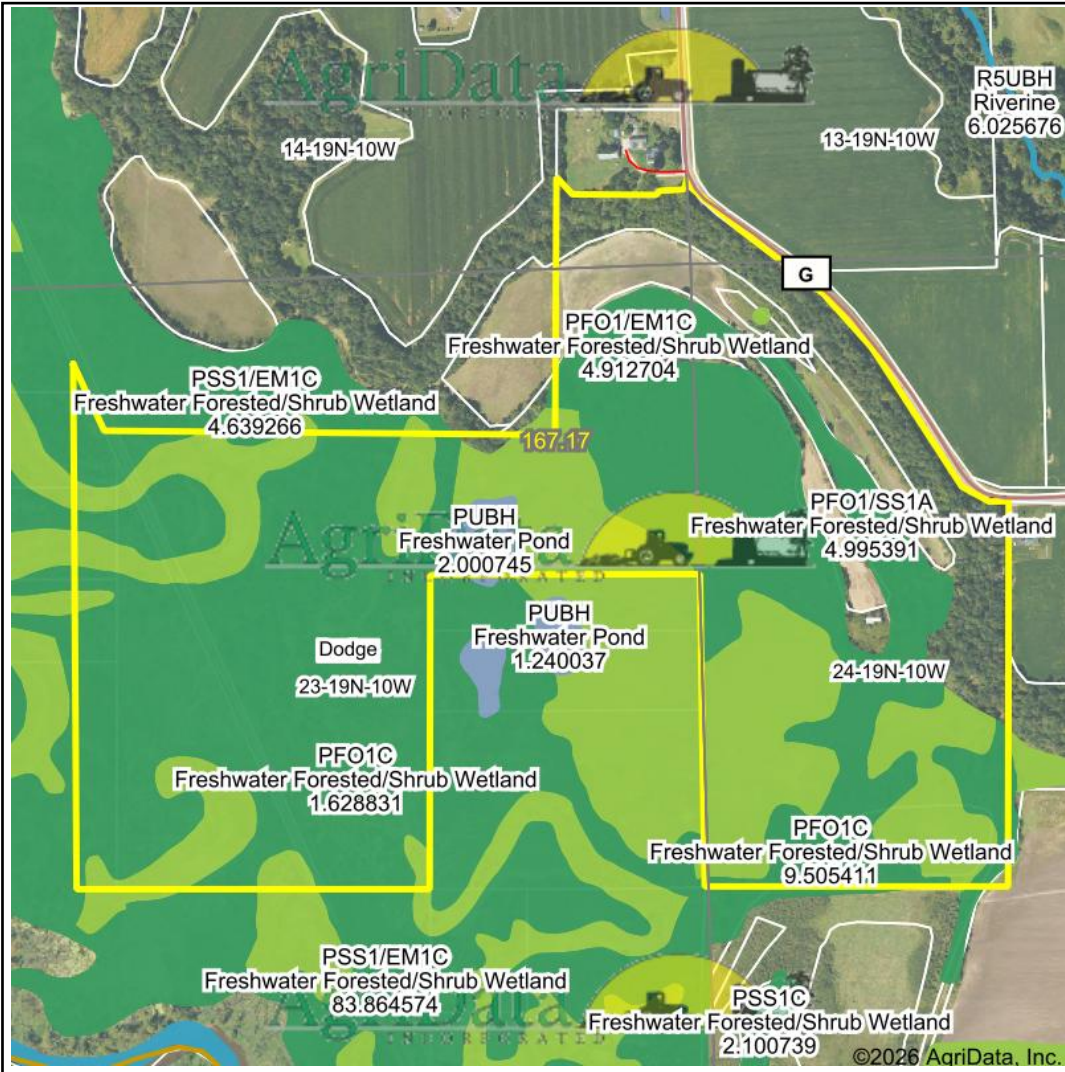 AgriData
INCORPORATED
R5UBH
Riverine
6.025676
14-19N-10W
13-19N-10W
G
PFO1/EM1C
Freshwater Forested/Shrub Wetland
4.912704
PSS1/EM1C
Freshwater Forested/Shrub Wetland
4.639266
167.17
PUBH
Freshwater Pond
2.000745
PFO1/SS1A
Freshwater Forested/Shrub Wetland
4.995391
AgriData
INCORPORATED
PUBH
Freshwater Pond
1.240037
Dodge
23-19N-10W
24-19N-10W
PFO1C
Freshwater Forested/Shrub Wetland
1.628831
PFO1C
Freshwater Forested/Shrub Wetland
9.505411
PSS1/EM1C
Freshwater Forested/Shrub Wetland
83.864574
AgriData
INCORPORATED
PSS1C
Freshwater Forested/Shrub Wetland
2.100739
©2026 AgriData, Inc.